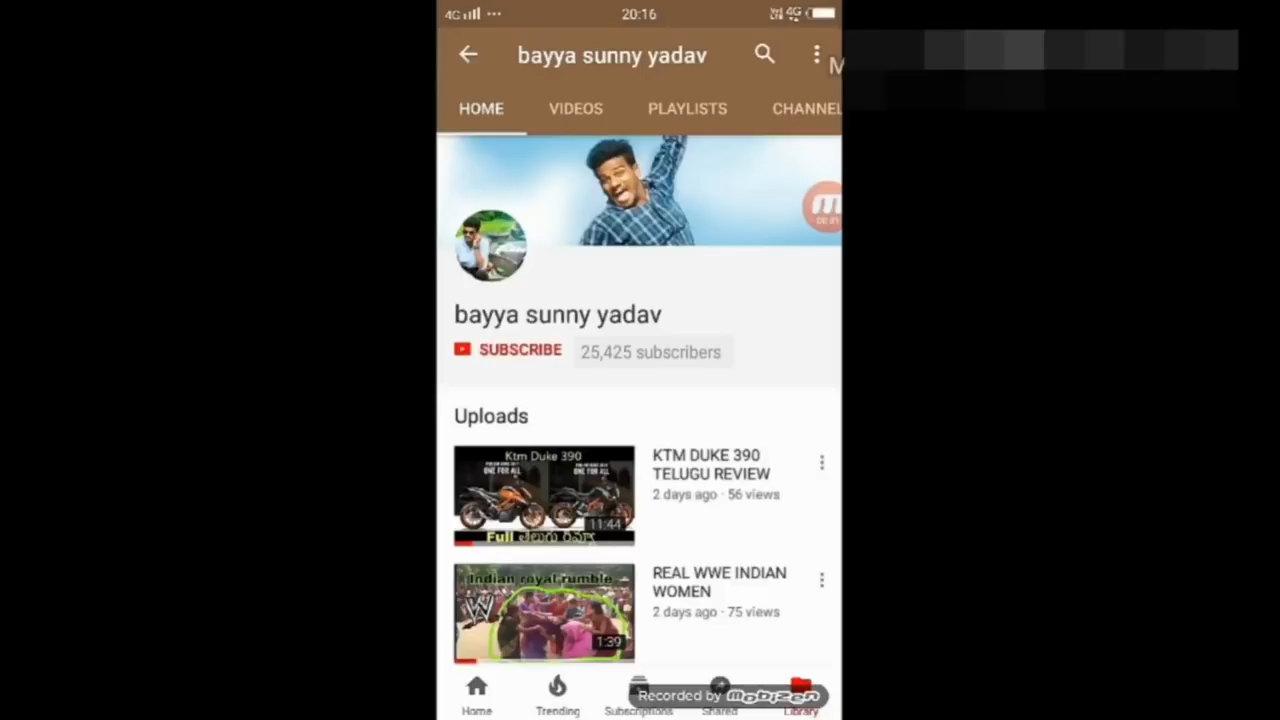 4G
20:16
4G
bayya sunny yadav
M
HOME
VIDEOS
PLAYLISTS
CHANNEL
bayya sunny yadav
SUBSCRIBE
25,425 subscribers
Uploads
Ktm Duke 390
ONE FOR ALL
ONE FOR ALL
11:44
Full తెలుగు రివ్యూ
KTM DUKE 390
TELUGU REVIEW
2 days ago · 56 views
Indian royal rumble
W
1:39
REAL WWE INDIAN
WOMEN
2 days ago · 75 views
Recorded by mobizen
Home
Trending
Subscriptions
Shared
Library